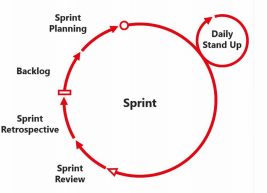 Sprint
Planning
Daily
Stand Up
Backlog
Sprint
Sprint
Retrospective
Sprint
Review